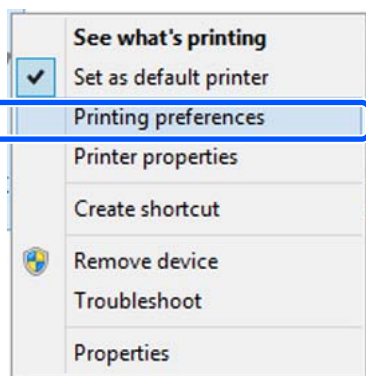 See what's printing
Set as default printer
Printing preferences
Printer properties
Create shortcut
Remove device
Troubleshoot
Properties